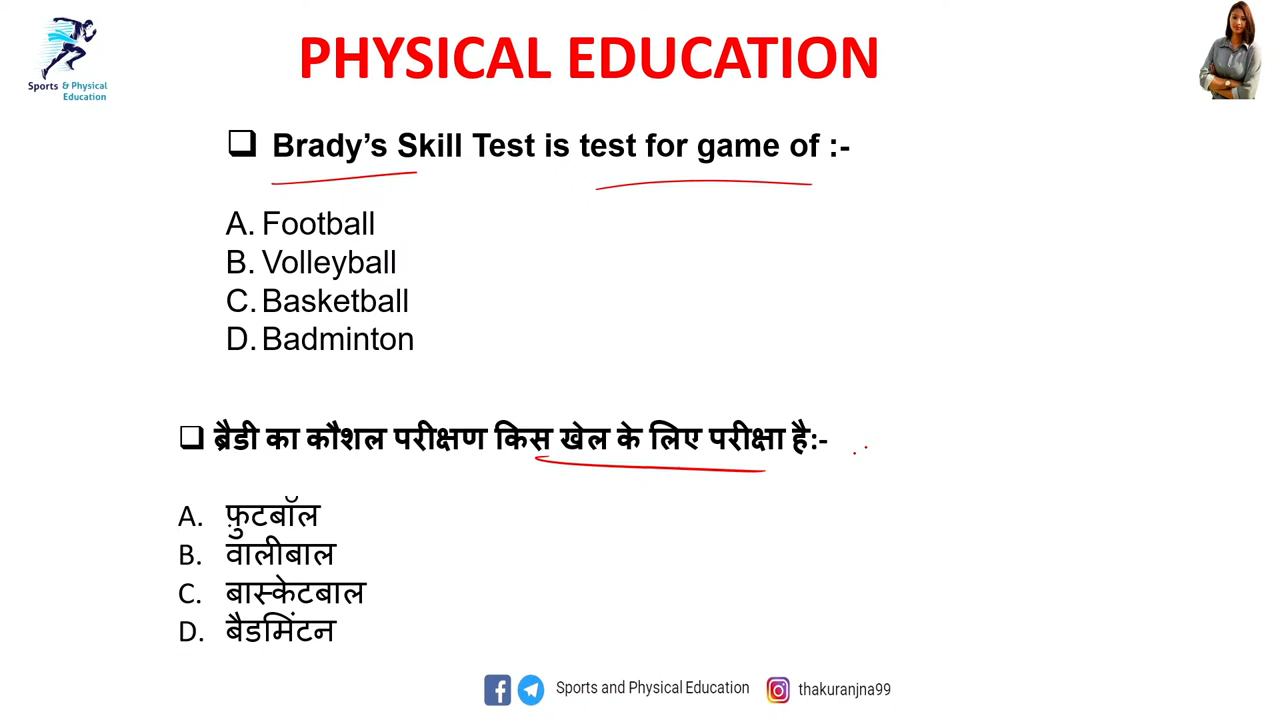 PHYSICAL EDUCATION
Sports & Physical
Education
❑ Brady’s Skill Test is test for game of :-
A. Football
B. Volleyball
C. Basketball
D. Badminton
❑ ब्रैडी का कौशल परीक्षण किस खेल के लिए परीक्षा है:-
A. फ़ुटबॉल
B. वालीबाल
C. बास्केटबाल
D. बैडमिंटन
Sports and Physical Education thakuranjna99